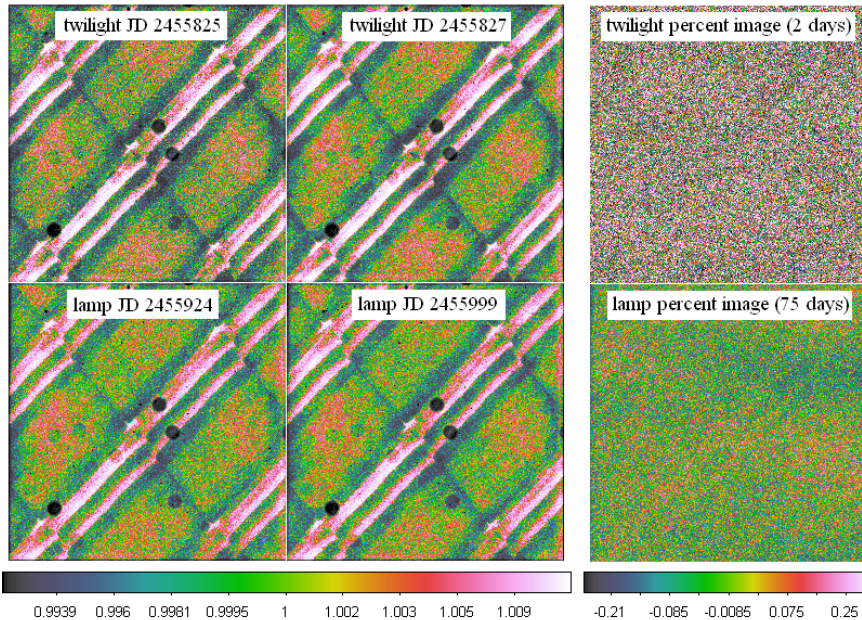 twilight JD 2455825
twilight JD 2455827
twilight percent image (2 days)
lamp JD 2455924
lamp JD 2455999
lamp percent image (75 days)
0.9939 0.996 0.9981 0.9995 1 1.002 1.003 1.005 1.009
-0.21 -0.085 -0.0085 0.075 0.25